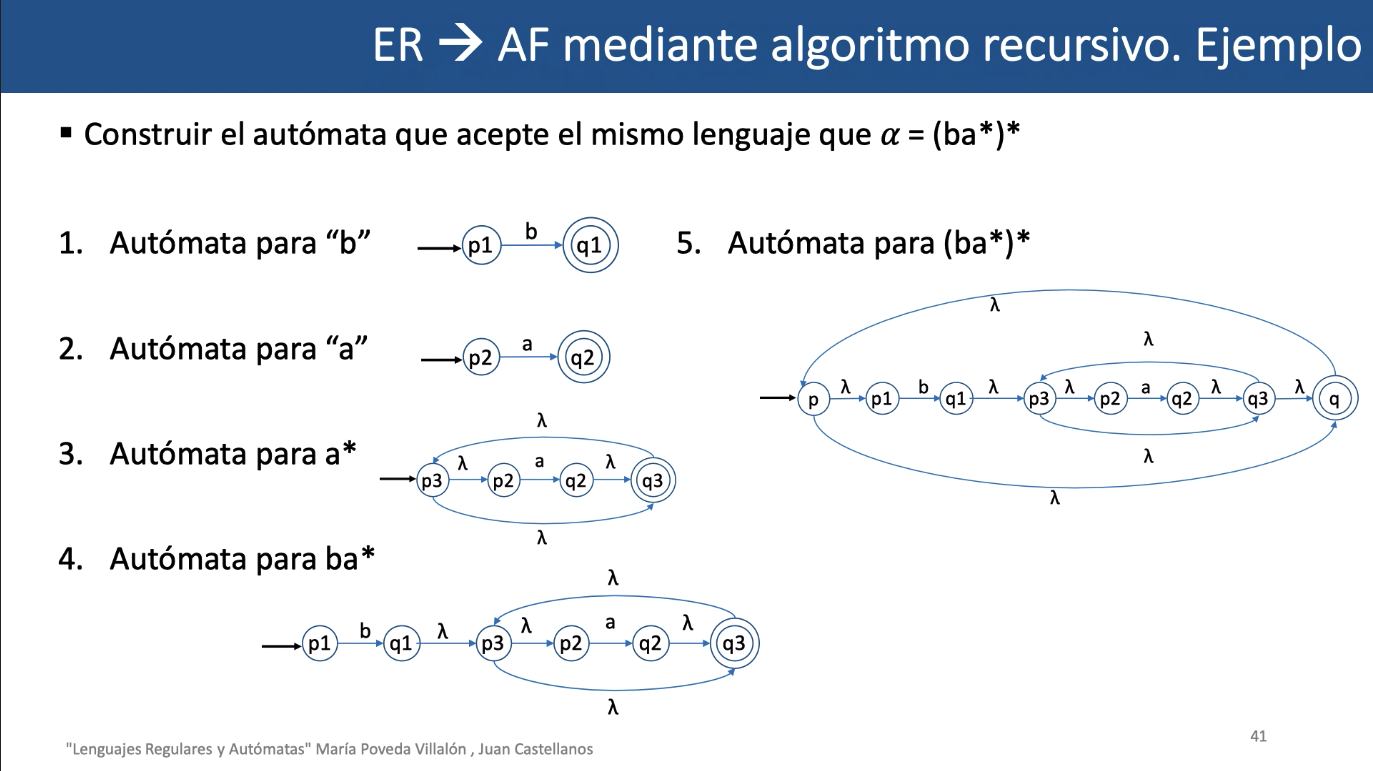 ER → AF mediante algoritmo recursivo. Ejemplo
▪ Construir el autómata que acepte el mismo lenguaje que α = (ba*)*
1. Autómata para “b”
p1 b q1
2. Autómata para “a”
p2 a q2
3. Autómata para a*
λ
p3 λ p2 a q2 λ q3
λ
4. Autómata para ba*
λ
p1 b q1 λ p3 λ p2 a q2 λ q3
λ
5. Autómata para (ba*)*
λ
λ
p λ p1 b q1 λ p3 λ p2 a q2 λ q3 λ q
λ
λ
"Lenguajes Regulares y Autómatas" María Poveda Villalón , Juan Castellanos
41